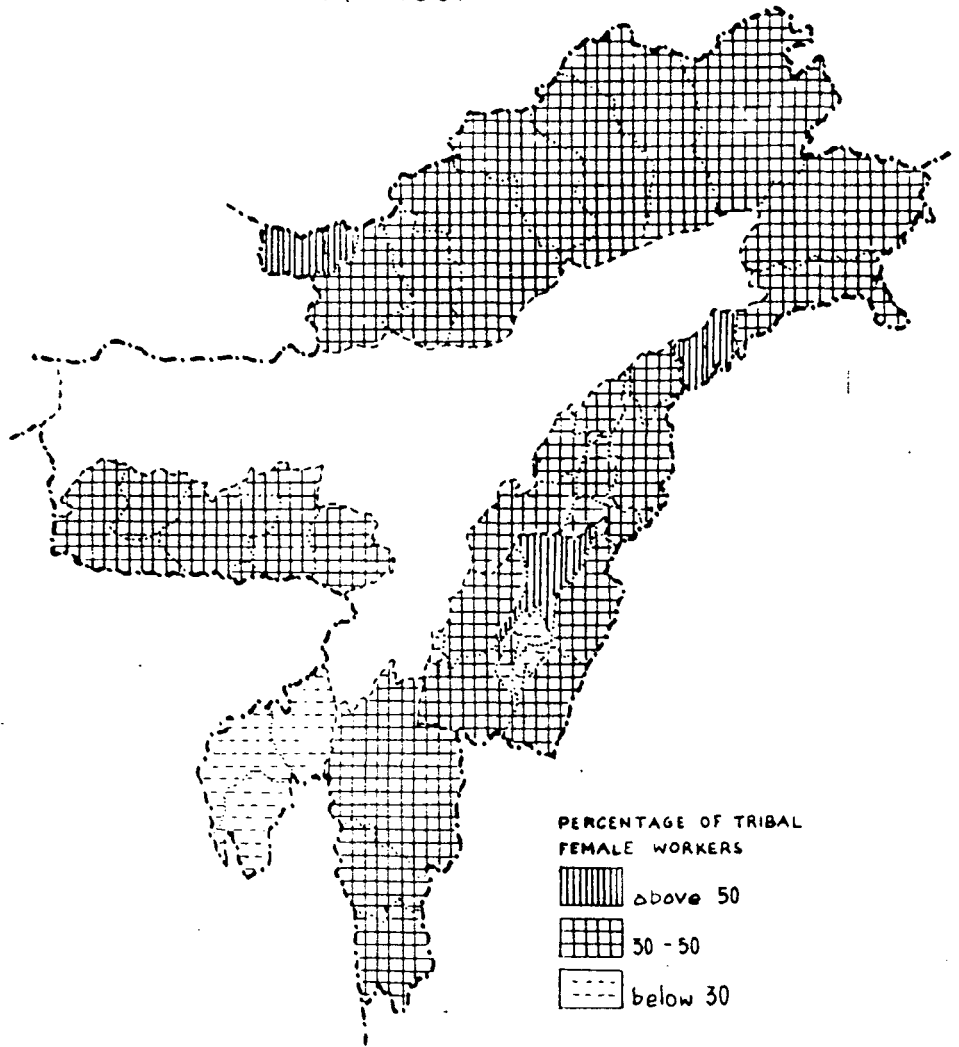 PERCENTAGE OF TRIBAL
FEMALE WORKERS
above 50
30 - 50
below 30